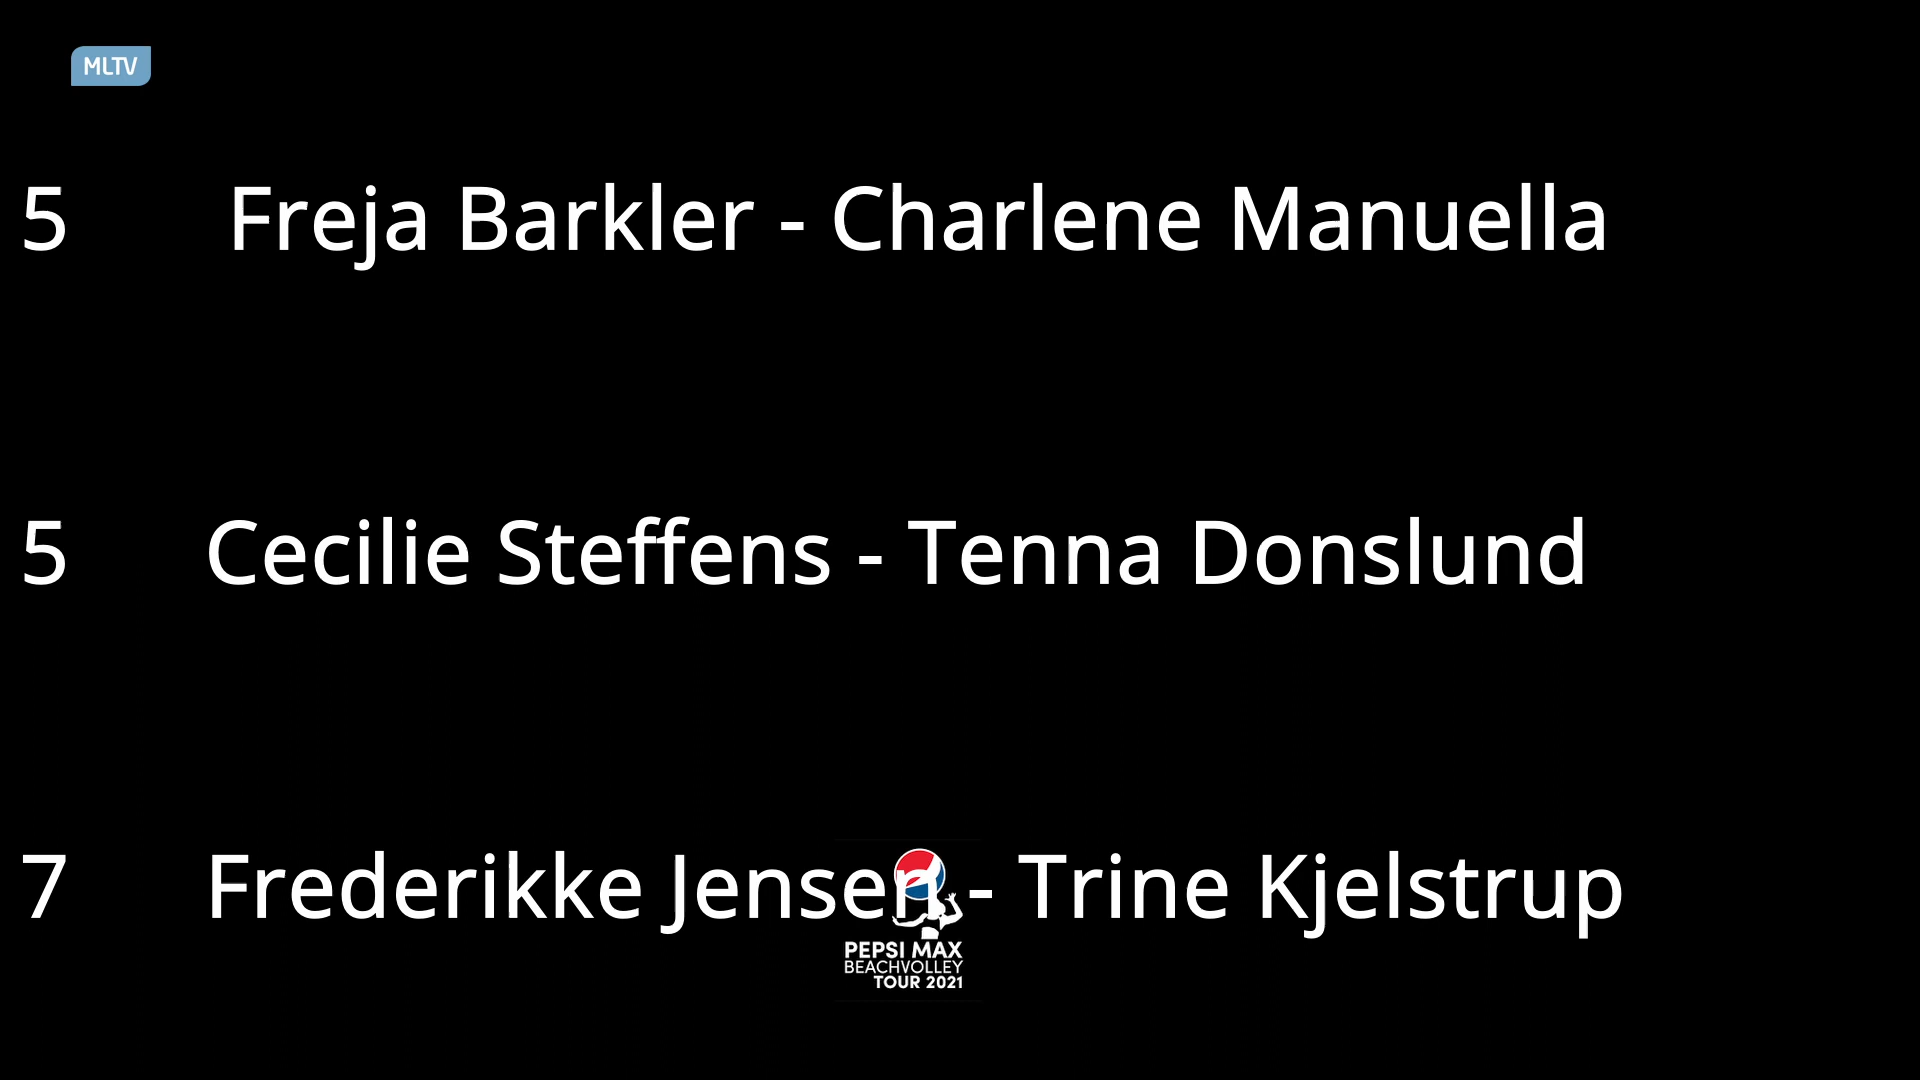 MLTV
5 Freja Barkler - Charlene Manuella
5 Cecilie Steffens - Tenna Donslund
7 Frederikke Jensen - Trine Kjelstrup
PEPSI MAX
BEACHVOLLEY
TOUR 2021